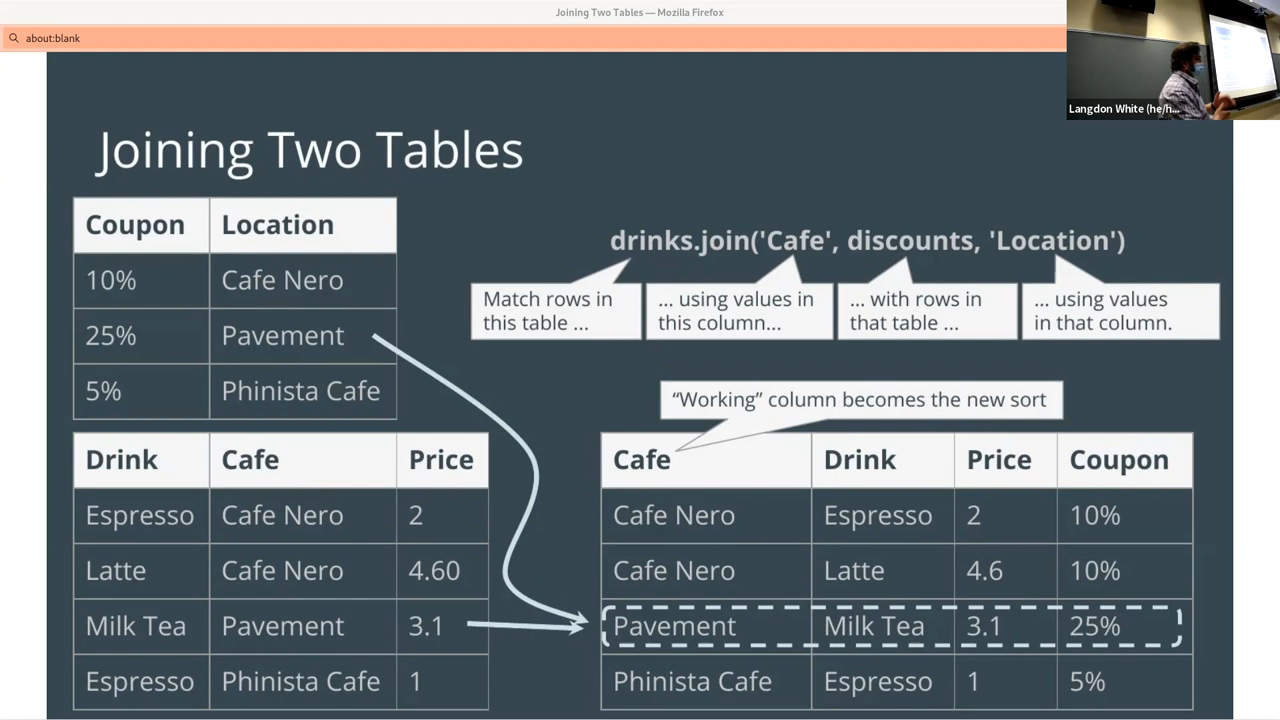 Joining Two Tables — Mozilla Firefox
about:blank
Langdon White (he/h...
Joining Two Tables
Coupon Location
10% Cafe Nero
25% Pavement
5% Phinista Cafe
drinks.join('Cafe', discounts, 'Location')
Match rows in
this table ...
... using values in
this column...
... with rows in
that table ...
... using values
in that column.
“Working” column becomes the new sort
Drink Cafe Price
Espresso Cafe Nero 2
Latte Cafe Nero 4.60
Milk Tea Pavement 3.1
Espresso Phinista Cafe 1
Cafe Drink Price Coupon
Cafe Nero Espresso 2 10%
Cafe Nero Latte 4.6 10%
Pavement Milk Tea 3.1 25%
Phinista Cafe Espresso 1 5%